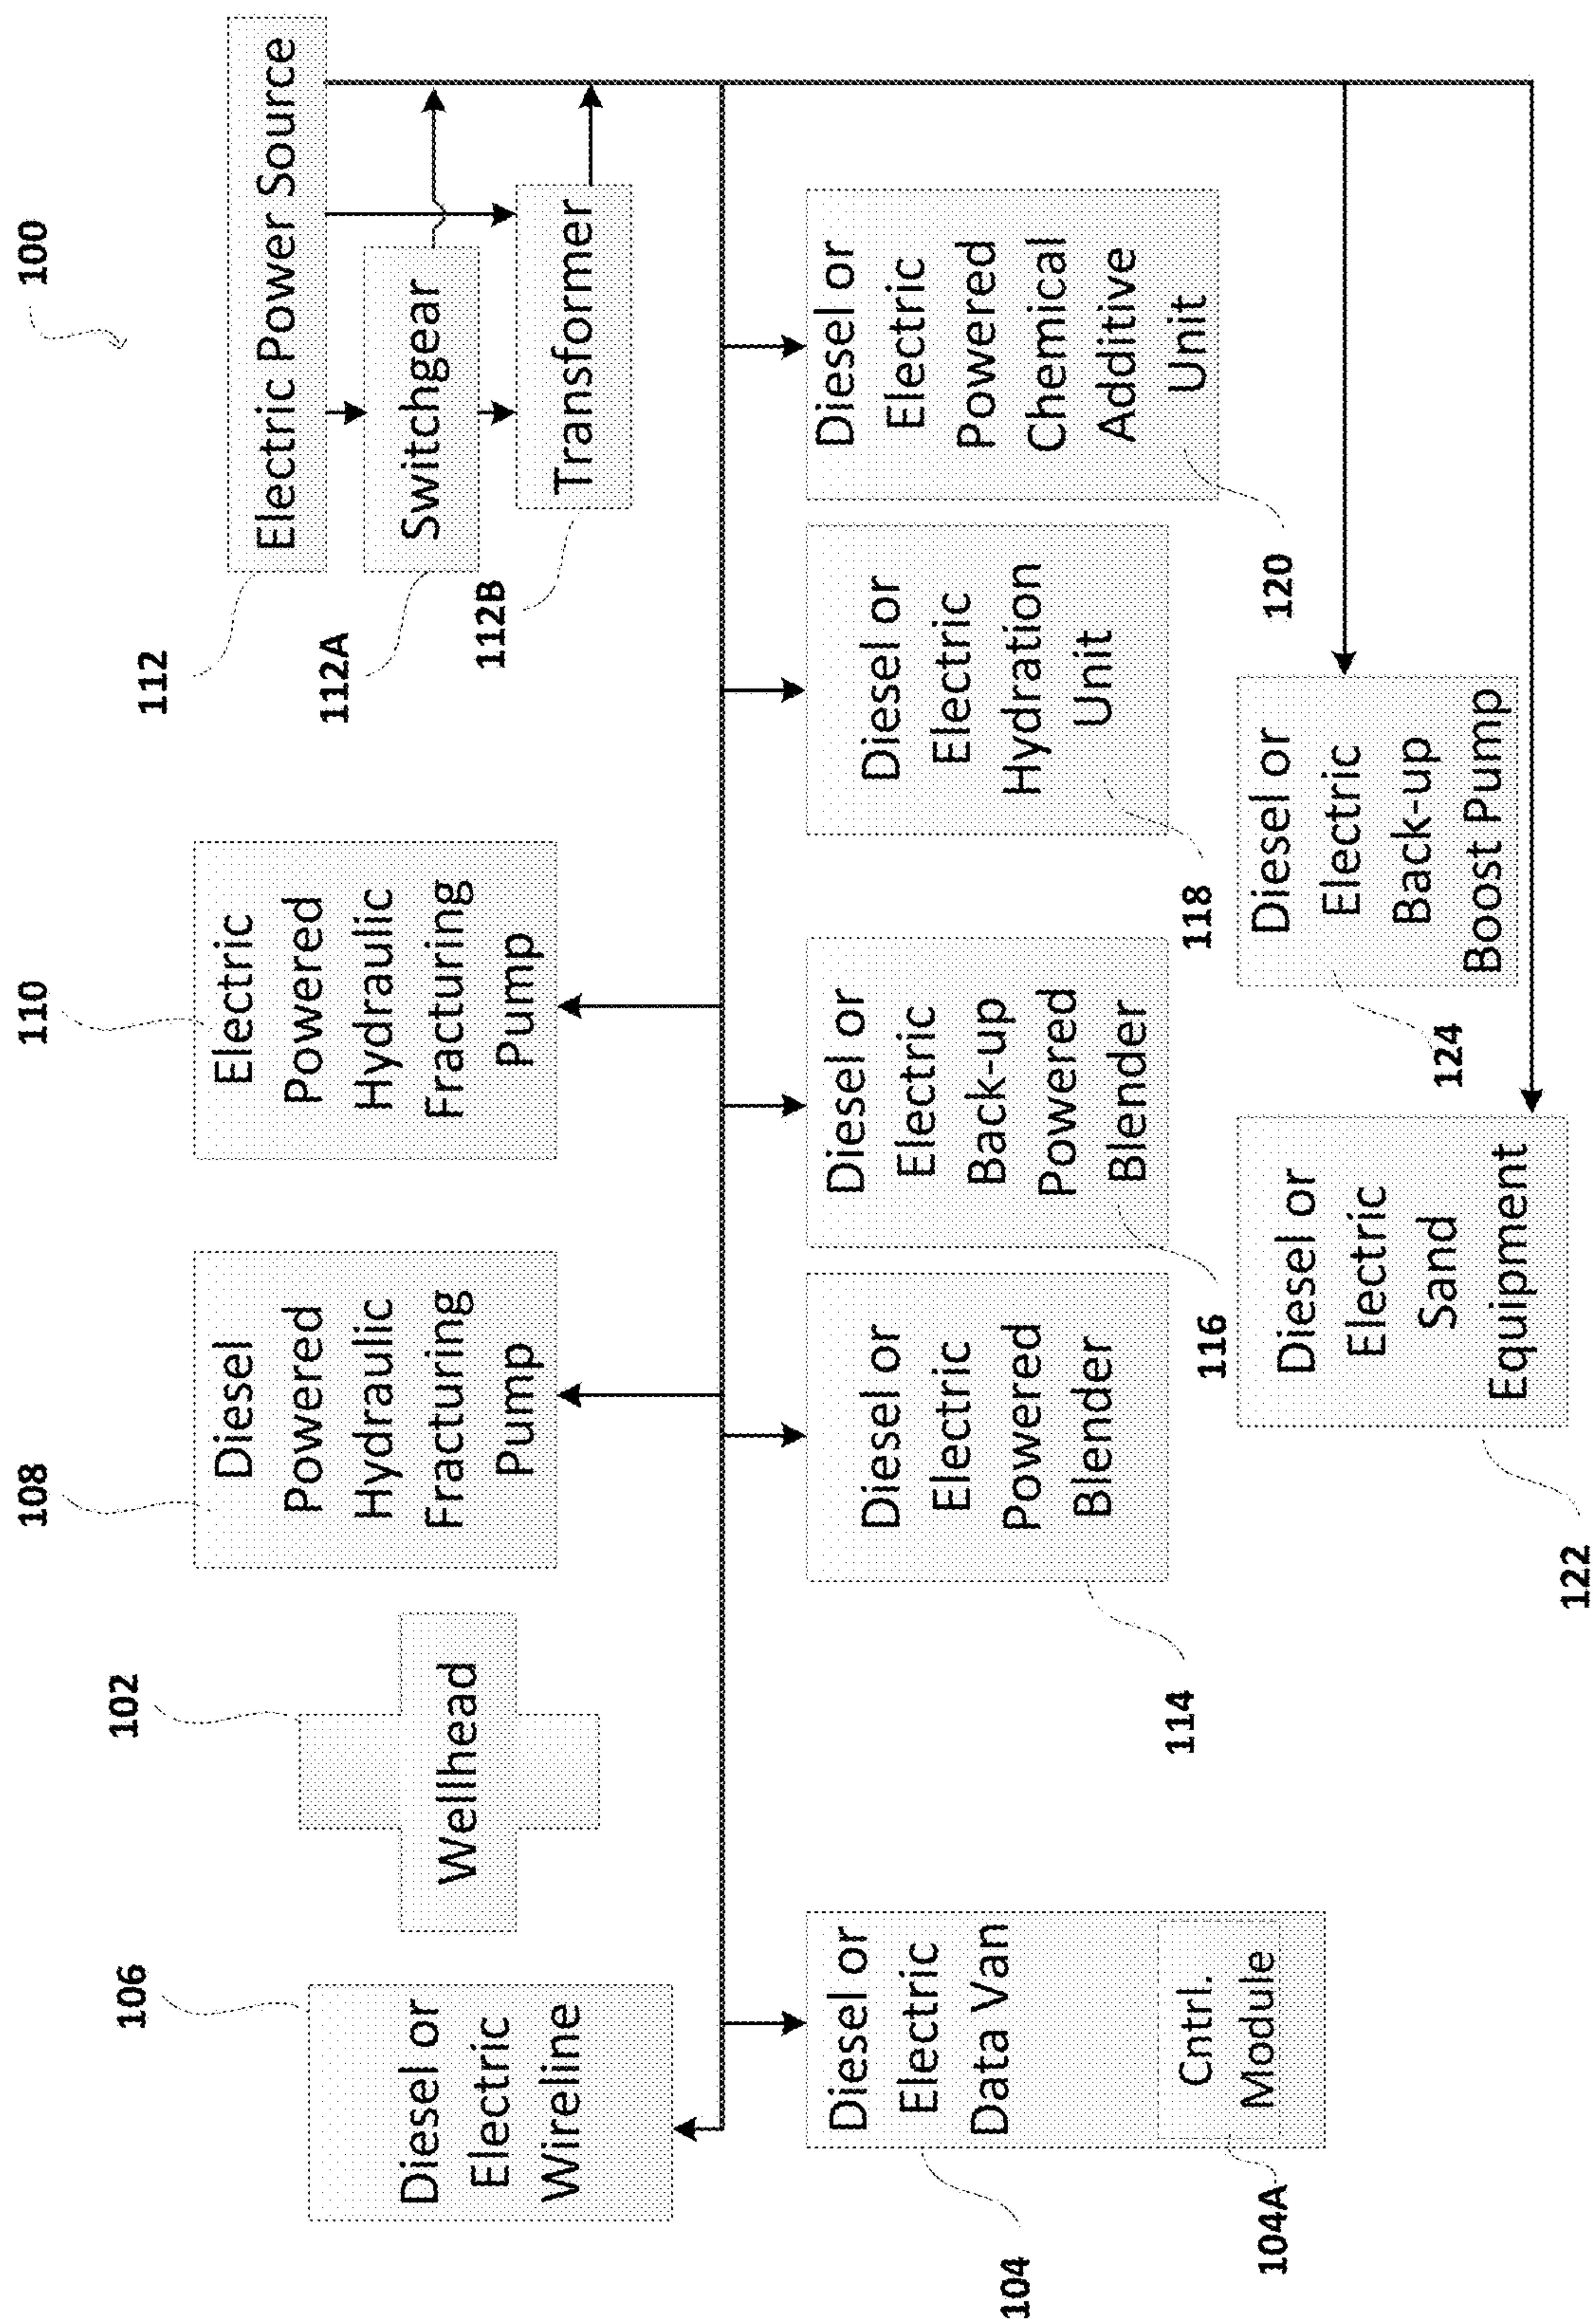 100
112
Electric Power Source
112A
Switchgear
112B
Transformer
110
Electric
Powered
Hydraulic
Fracturing
Pump
108
Diesel
Powered
Hydraulic
Fracturing
Pump
102
Wellhead
106
Diesel or
Electric
Wireline
104
Diesel or
Electric
Data Van
104A
Cntrl.
Module
114
Diesel or
Electric
Powered
Blender
116
Diesel or
Electric
Back-up
Powered
Blender
118
Diesel or
Electric
Hydration
Unit
120
Diesel or
Electric
Powered
Chemical
Additive
Unit
122
Diesel or
Electric
Sand
Equipment
124
Diesel or
Electric
Back-up
Boost Pump